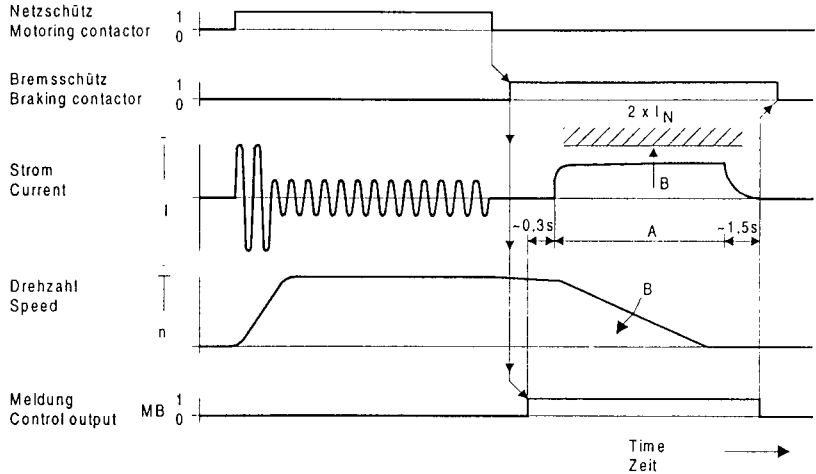 Netzschütz
Motoring contactor
1
0
Bremsschütz
Braking contactor
1
0
2 x I_N
Strom
Current
I
B
~0,3s
A
~1,5s
Drehzahl
Speed
n
B
Meldung
Control output
MB
1
0
Time
Zeit